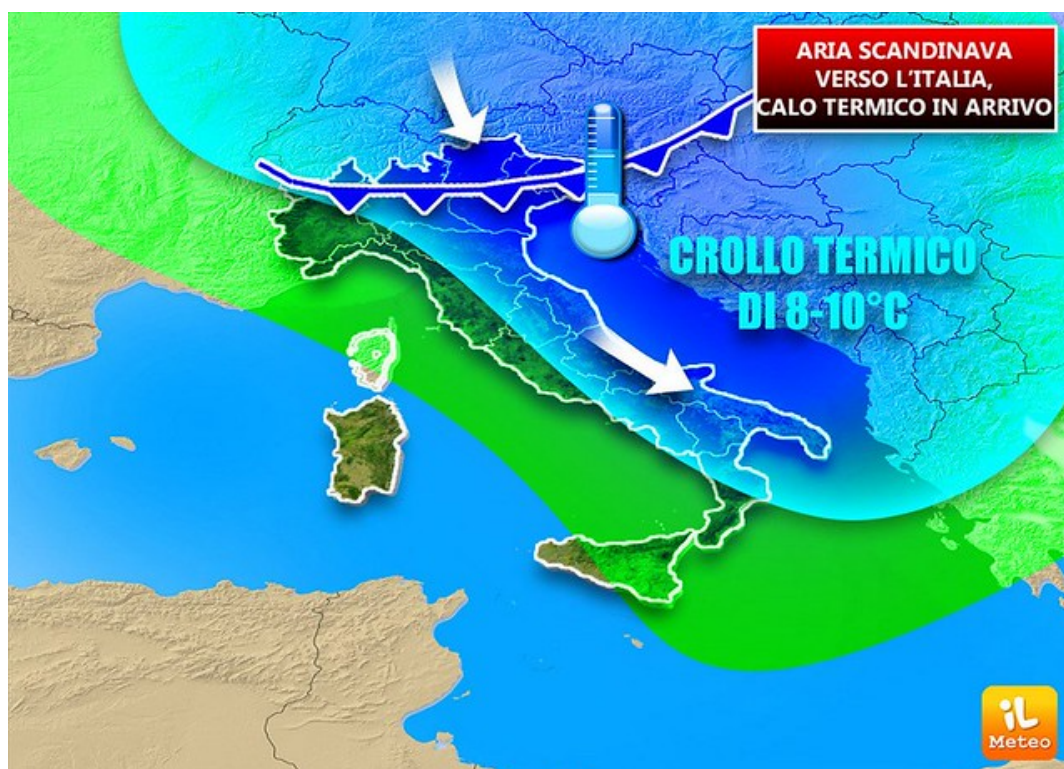 ARIA SCANDINAVA
VERSO L'ITALIA,
CALO TERMICO IN ARRIVO
CROLLO TERMICO
DI 8-10°C
iL
Meteo